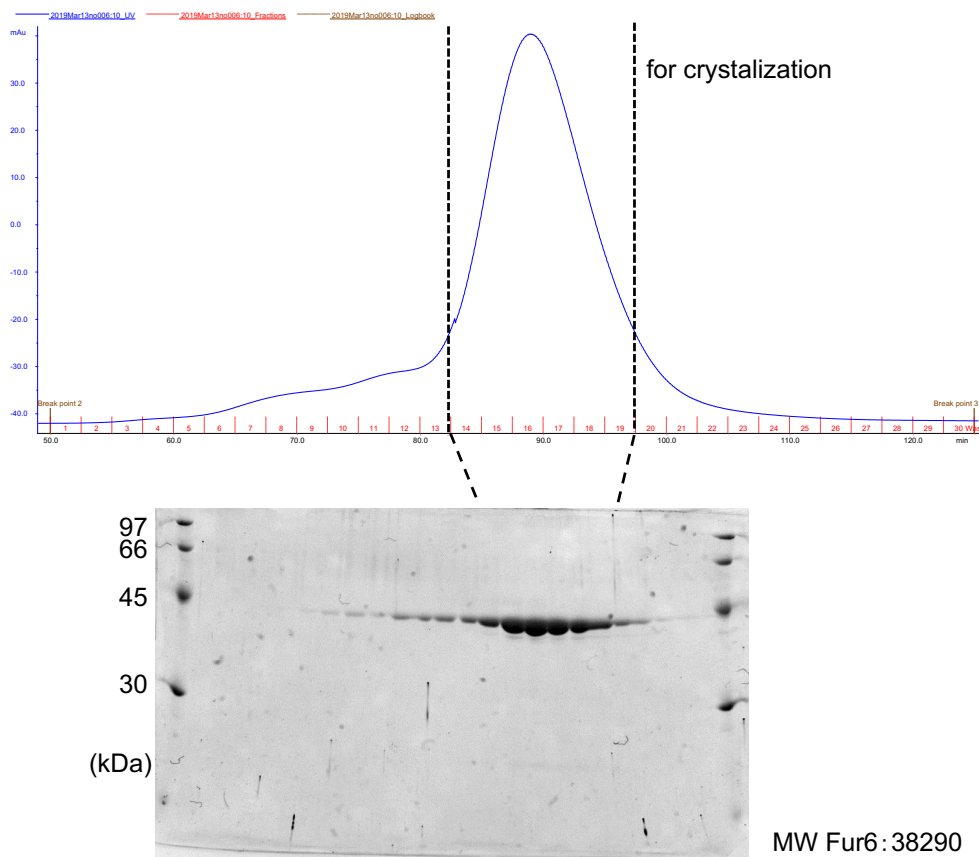 2019Mar13no006:10_UV 2019Mar13no006:10_Fractions 2019Mar13no006:10_Logbook
mAu
for crystalization
30.0
20.0
10.0
0.0
-10.0
-20.0
-30.0
-40.0
Break point 2 Break point 3
1 2 3 4 5 6 7 8 9 10 11 12 13 14 15 16 17 18 19 20 21 22 23 24 25 26 27 28 29 30 Was
50.0 60.0 70.0 80.0 90.0 100.0 110.0 120.0 min
97
66
45
30
(kDa)
MW Fur6:38290